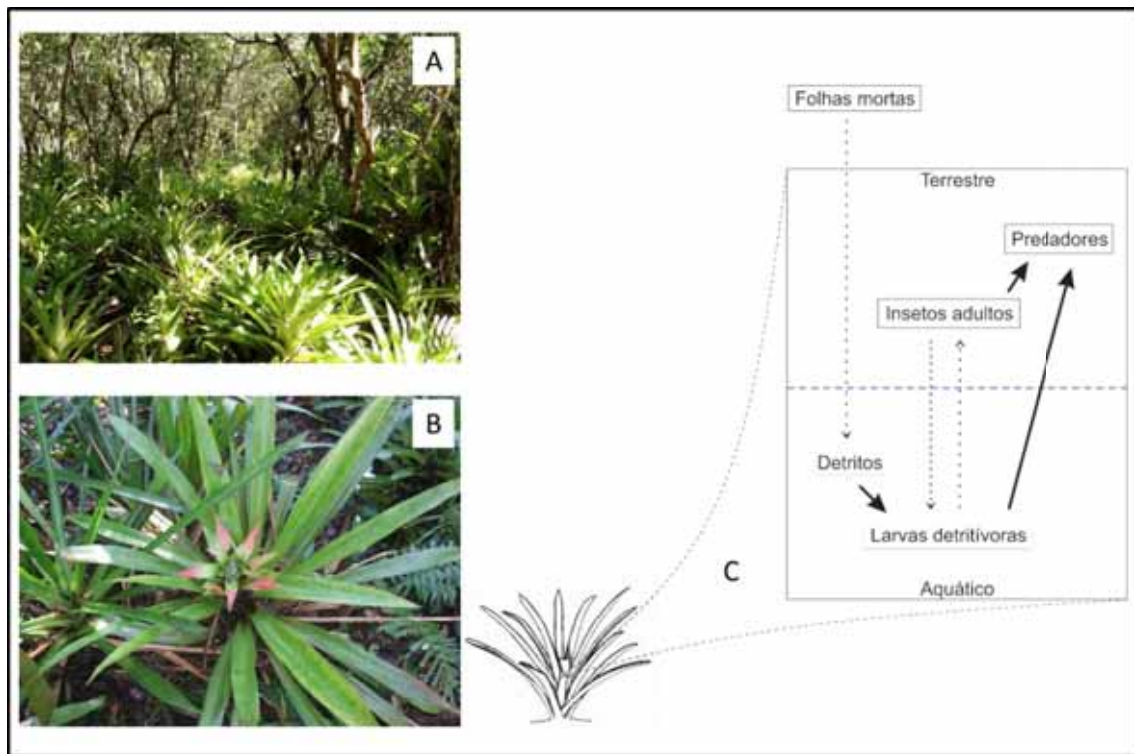 A
Folhas mortas
Terrestre
Predadores
Insetos adultos
B
Detritos
Larvas detritívoras
C
Aquático